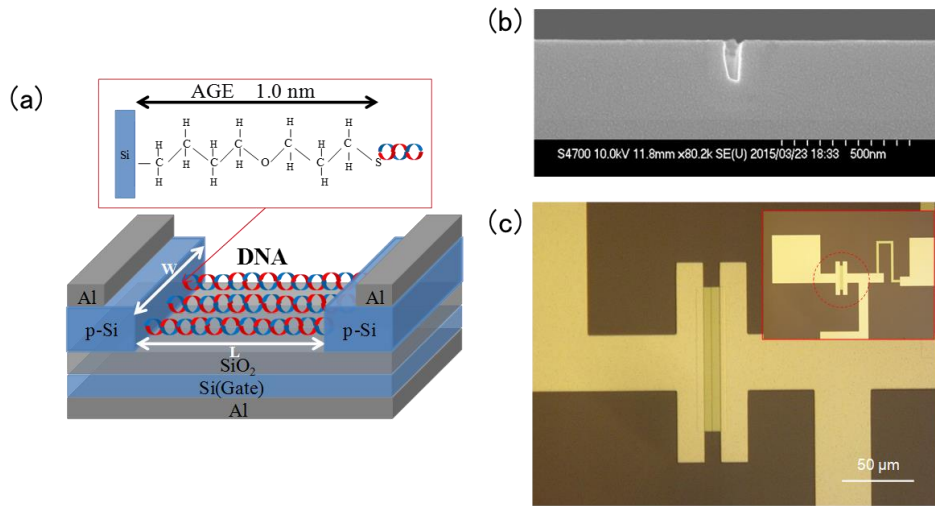 (a)
AGE 1.0 nm
H H H H H H H
Si C C C C O C C C S
H H H H H H H
DNA
W
Al Al
p-Si p-Si
L
SiO2
Si(Gate)
Al
(b)
S4700 10.0kV 11.8mm x80.2k SE(U) 2015/03/23 18:33 500nm
(c)
50 μm